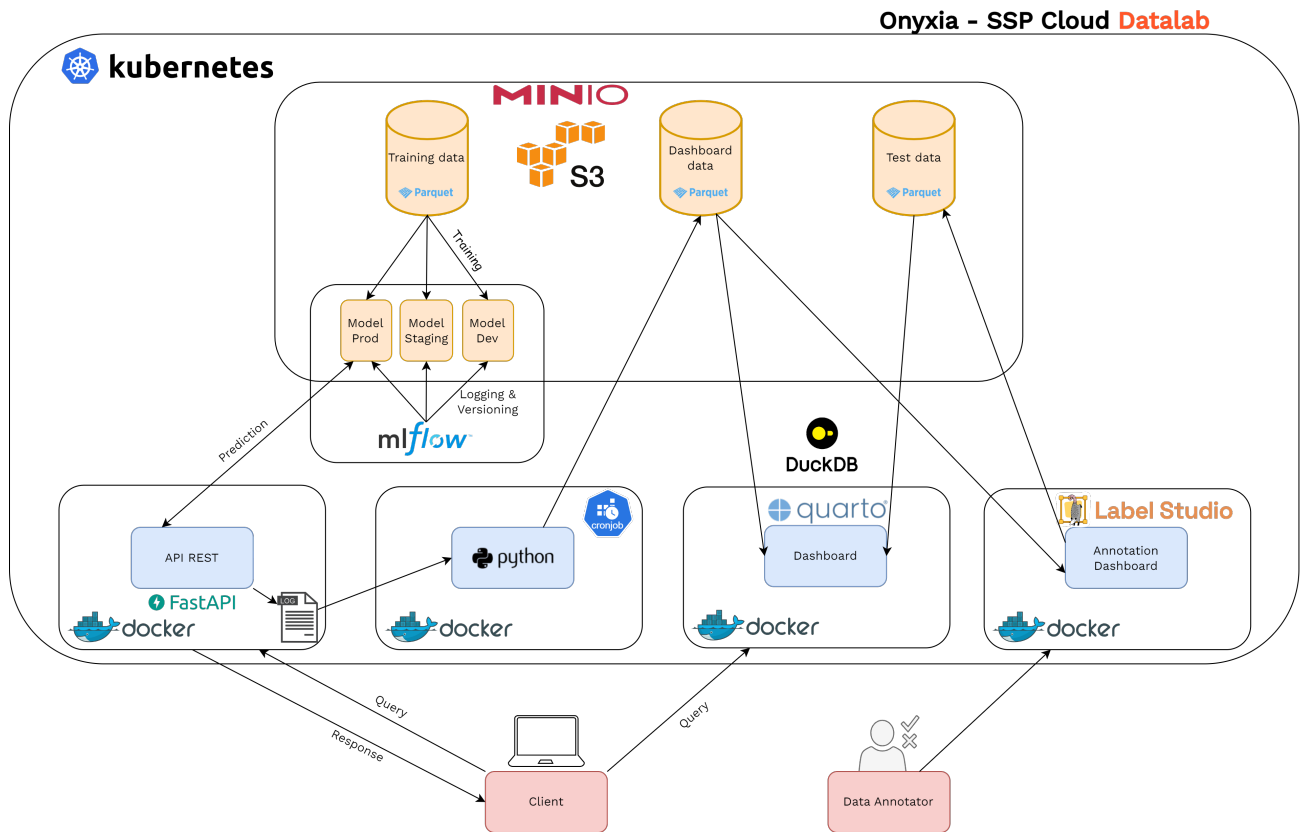 Onyxia - SSP Cloud Datalab
kubernetes
MINIO
S3
Training data
Parquet
Dashboard
data
Parquet
Test data
Parquet
Training
Model
Prod
Model
Staging
Model
Dev
Logging &
Versioning
mlflow™
Prediction
DuckDB
API REST
FastAPI
LOG
docker
cronjob
python
docker
quarto®
Dashboard
docker
Label Studio
Annotation
Dashboard
docker
Query
Response
Query
Client
Data Annotator